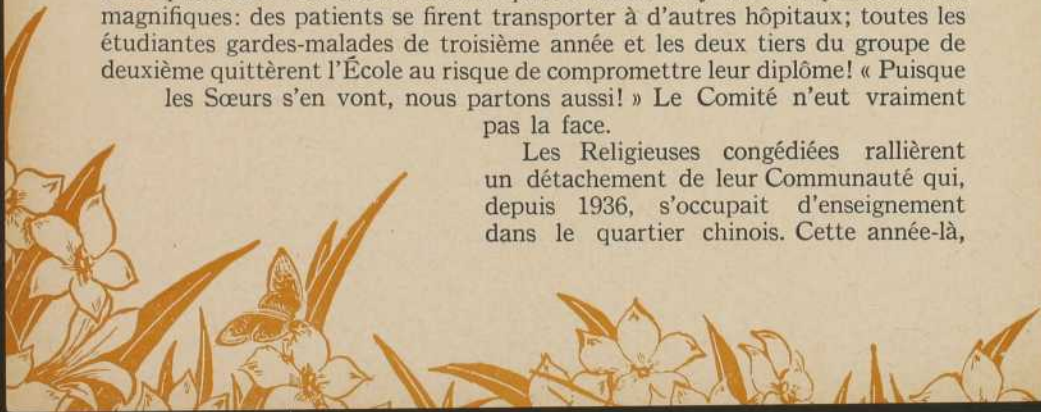 magnifiques: des patients se firent transporter à d'autres hôpitaux; toutes les
étudiantes gardes-malades de troisième année et les deux tiers du groupe de
deuxième quittèrent l'École au risque de compromettre leur diplôme! « Puisque
les Sœurs s'en vont, nous partons aussi! » Le Comité n'eut vraiment
pas la face.
Les Religieuses congédiées rallièrent
un détachement de leur Communauté qui,
depuis 1936, s'occupait d'enseignement
dans le quartier chinois. Cette année-là,